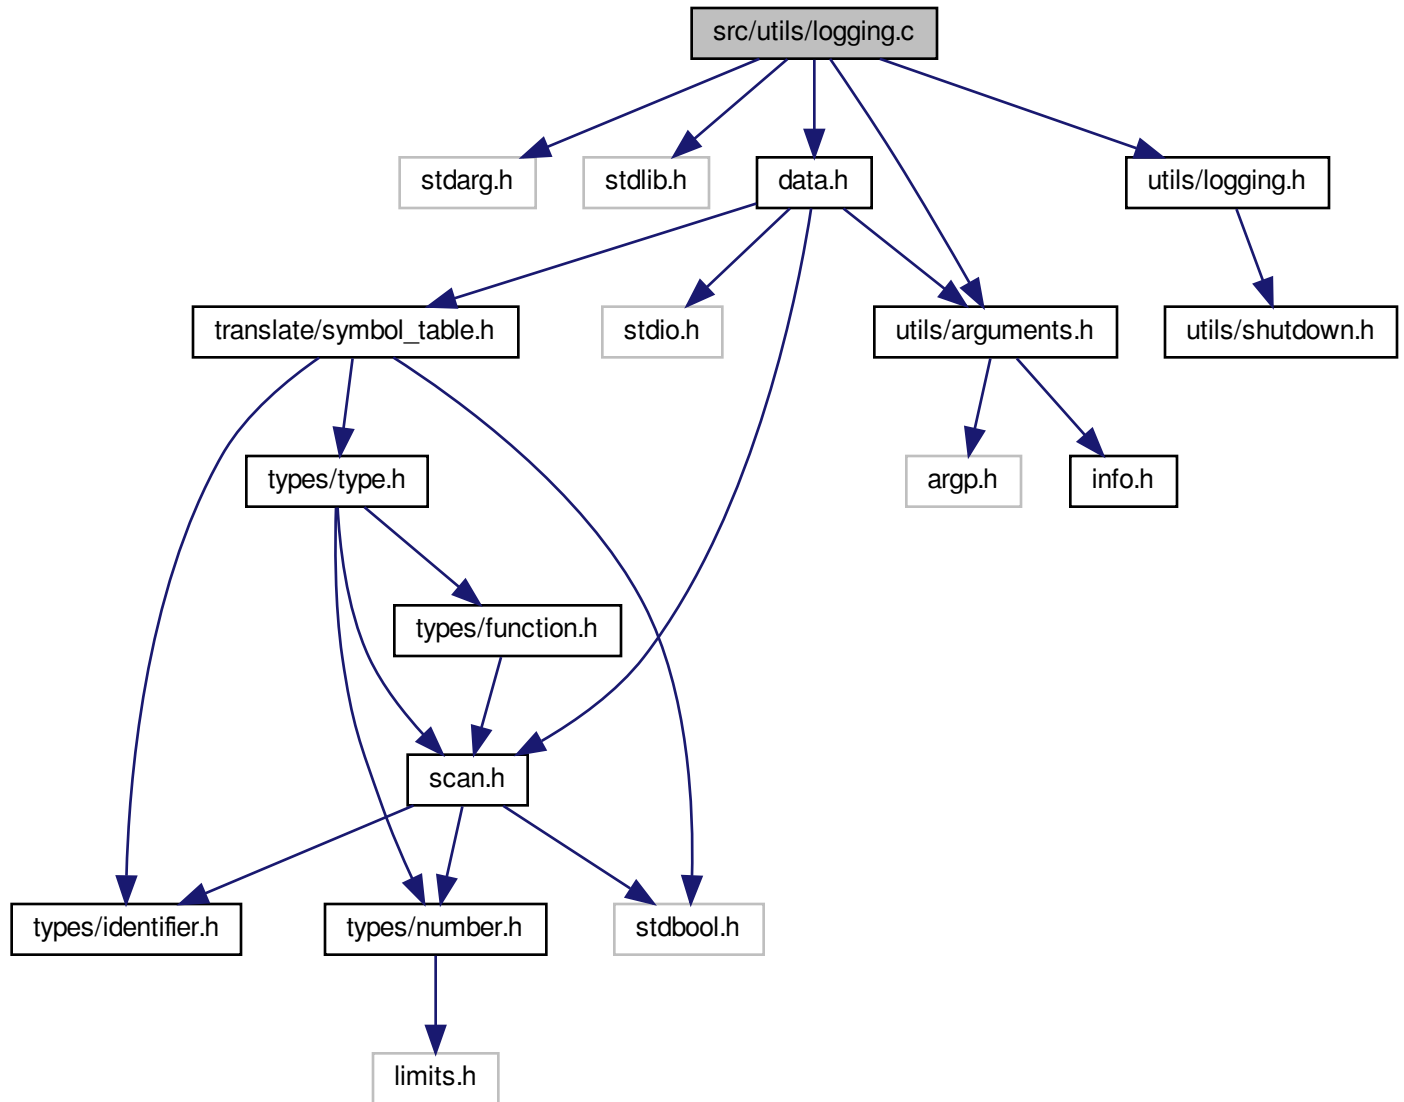 src/utils/logging.c
stdarg.h
stdlib.h
data.h
utils/logging.h
translate/symbol_table.h
stdio.h
utils/arguments.h
utils/shutdown.h
types/type.h
argp.h
info.h
types/function.h
scan.h
types/identifier.h
types/number.h
stdbool.h
limits.h